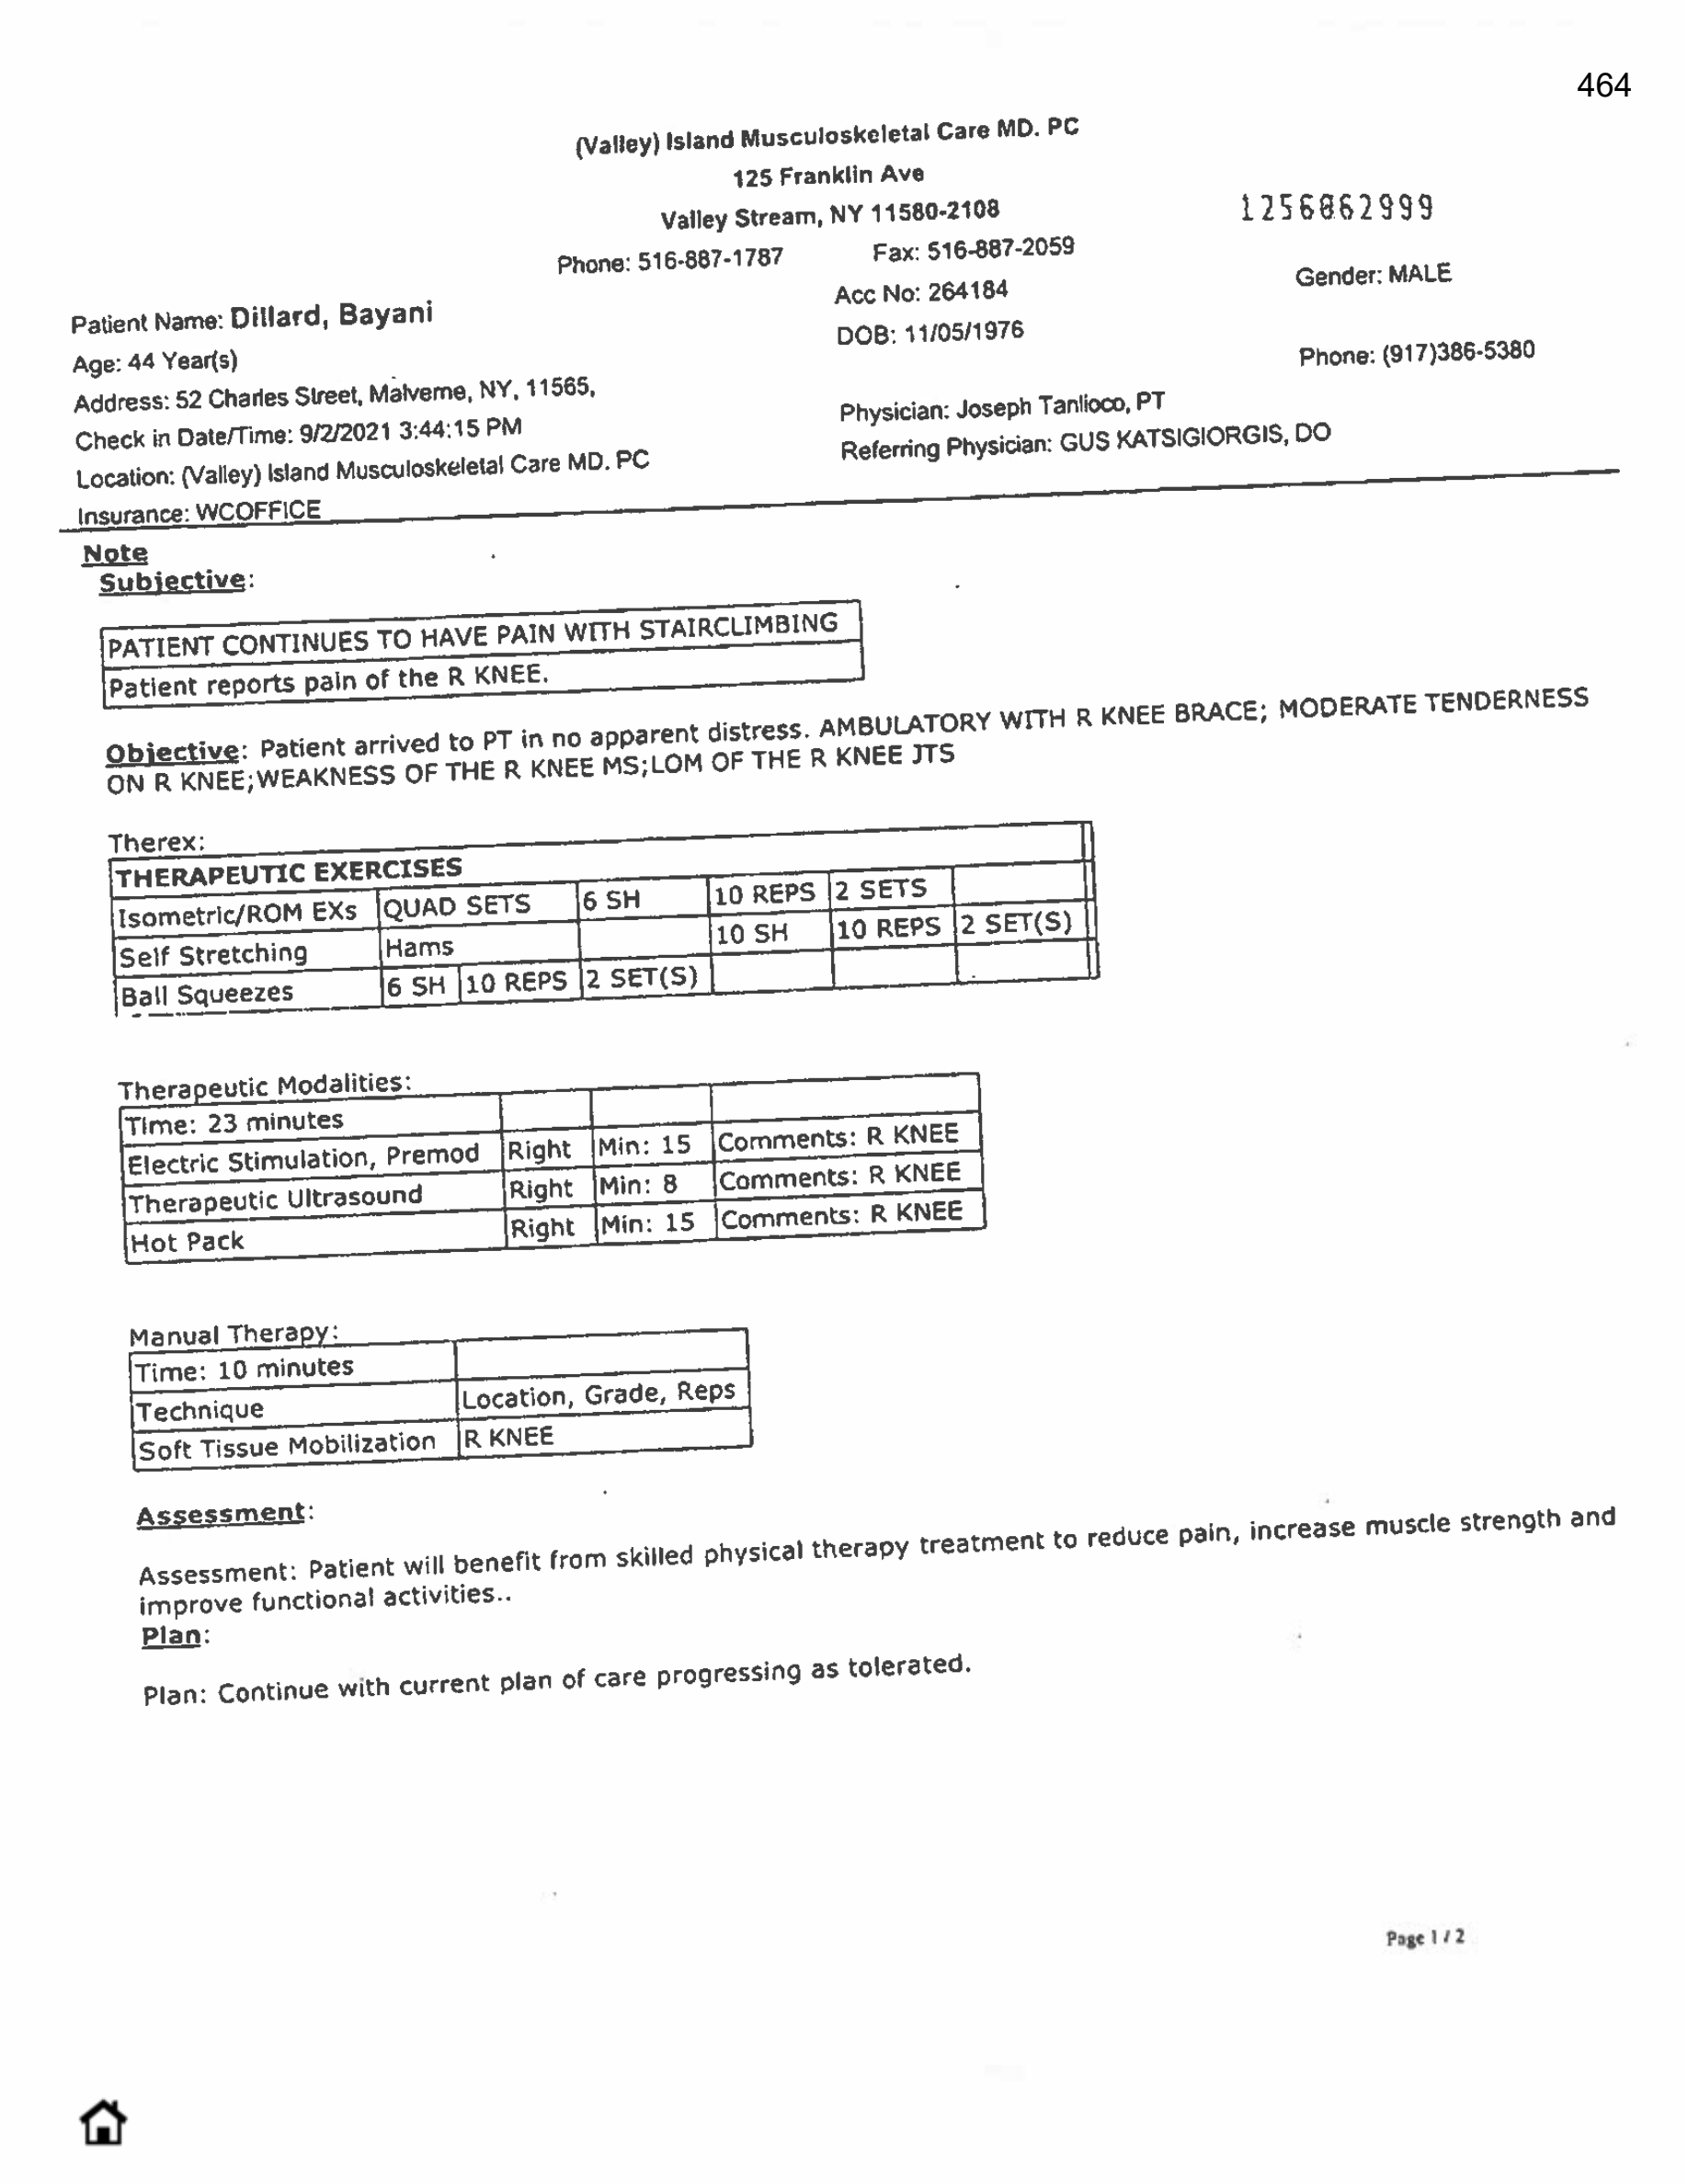 464
(Valley) Island Musculoskeletal Care MD. PC
125 Franklin Ave
Valley Stream, NY 11580-2108
1256862999
Phone: 516-887-1787 Fax: 516-887-2059
Patient Name: Dillard, Bayani Acc No: 264184 Gender: MALE
Age: 44 Year(s) DOB: 11/05/1976
Address: 52 Charles Street, Malverne, NY, 11565, Phone: (917)386-5380
Check in Date/Time: 9/2/2021 3:44:15 PM Physician: Joseph Tanlioco, PT
Location: (Valley) Island Musculoskeletal Care MD. PC Referring Physician: GUS KATSIGIORGIS, DO
Insurance: WCOFFICE
Note
Subjective:
PATIENT CONTINUES TO HAVE PAIN WITH STAIRCLIMBING
Patient reports pain of the R KNEE.
Objective: Patient arrived to PT in no apparent distress. AMBULATORY WITH R KNEE BRACE; MODERATE TENDERNESS
ON R KNEE;WEAKNESS OF THE R KNEE MS;LOM OF THE R KNEE JTS
Therex:
THERAPEUTIC EXERCISES
Isometric/ROM EXs QUAD SETS 6 SH 10 REPS 2 SETS
Self Stretching Hams 10 SH 10 REPS 2 SET(S)
Ball Squeezes 6 SH 10 REPS 2 SET(S)
Therapeutic Modalities:
Time: 23 minutes
Electric Stimulation, Premod Right Min: 15 Comments: R KNEE
Therapeutic Ultrasound Right Min: 8 Comments: R KNEE
Hot Pack Right Min: 15 Comments: R KNEE
Manual Therapy:
Time: 10 minutes
Technique Location, Grade, Reps
Soft Tissue Mobilization R KNEE
Assessment:
Assessment: Patient will benefit from skilled physical therapy treatment to reduce pain, increase muscle strength and
improve functional activities..
Plan:
Plan: Continue with current plan of care progressing as tolerated.
Page 1 / 2